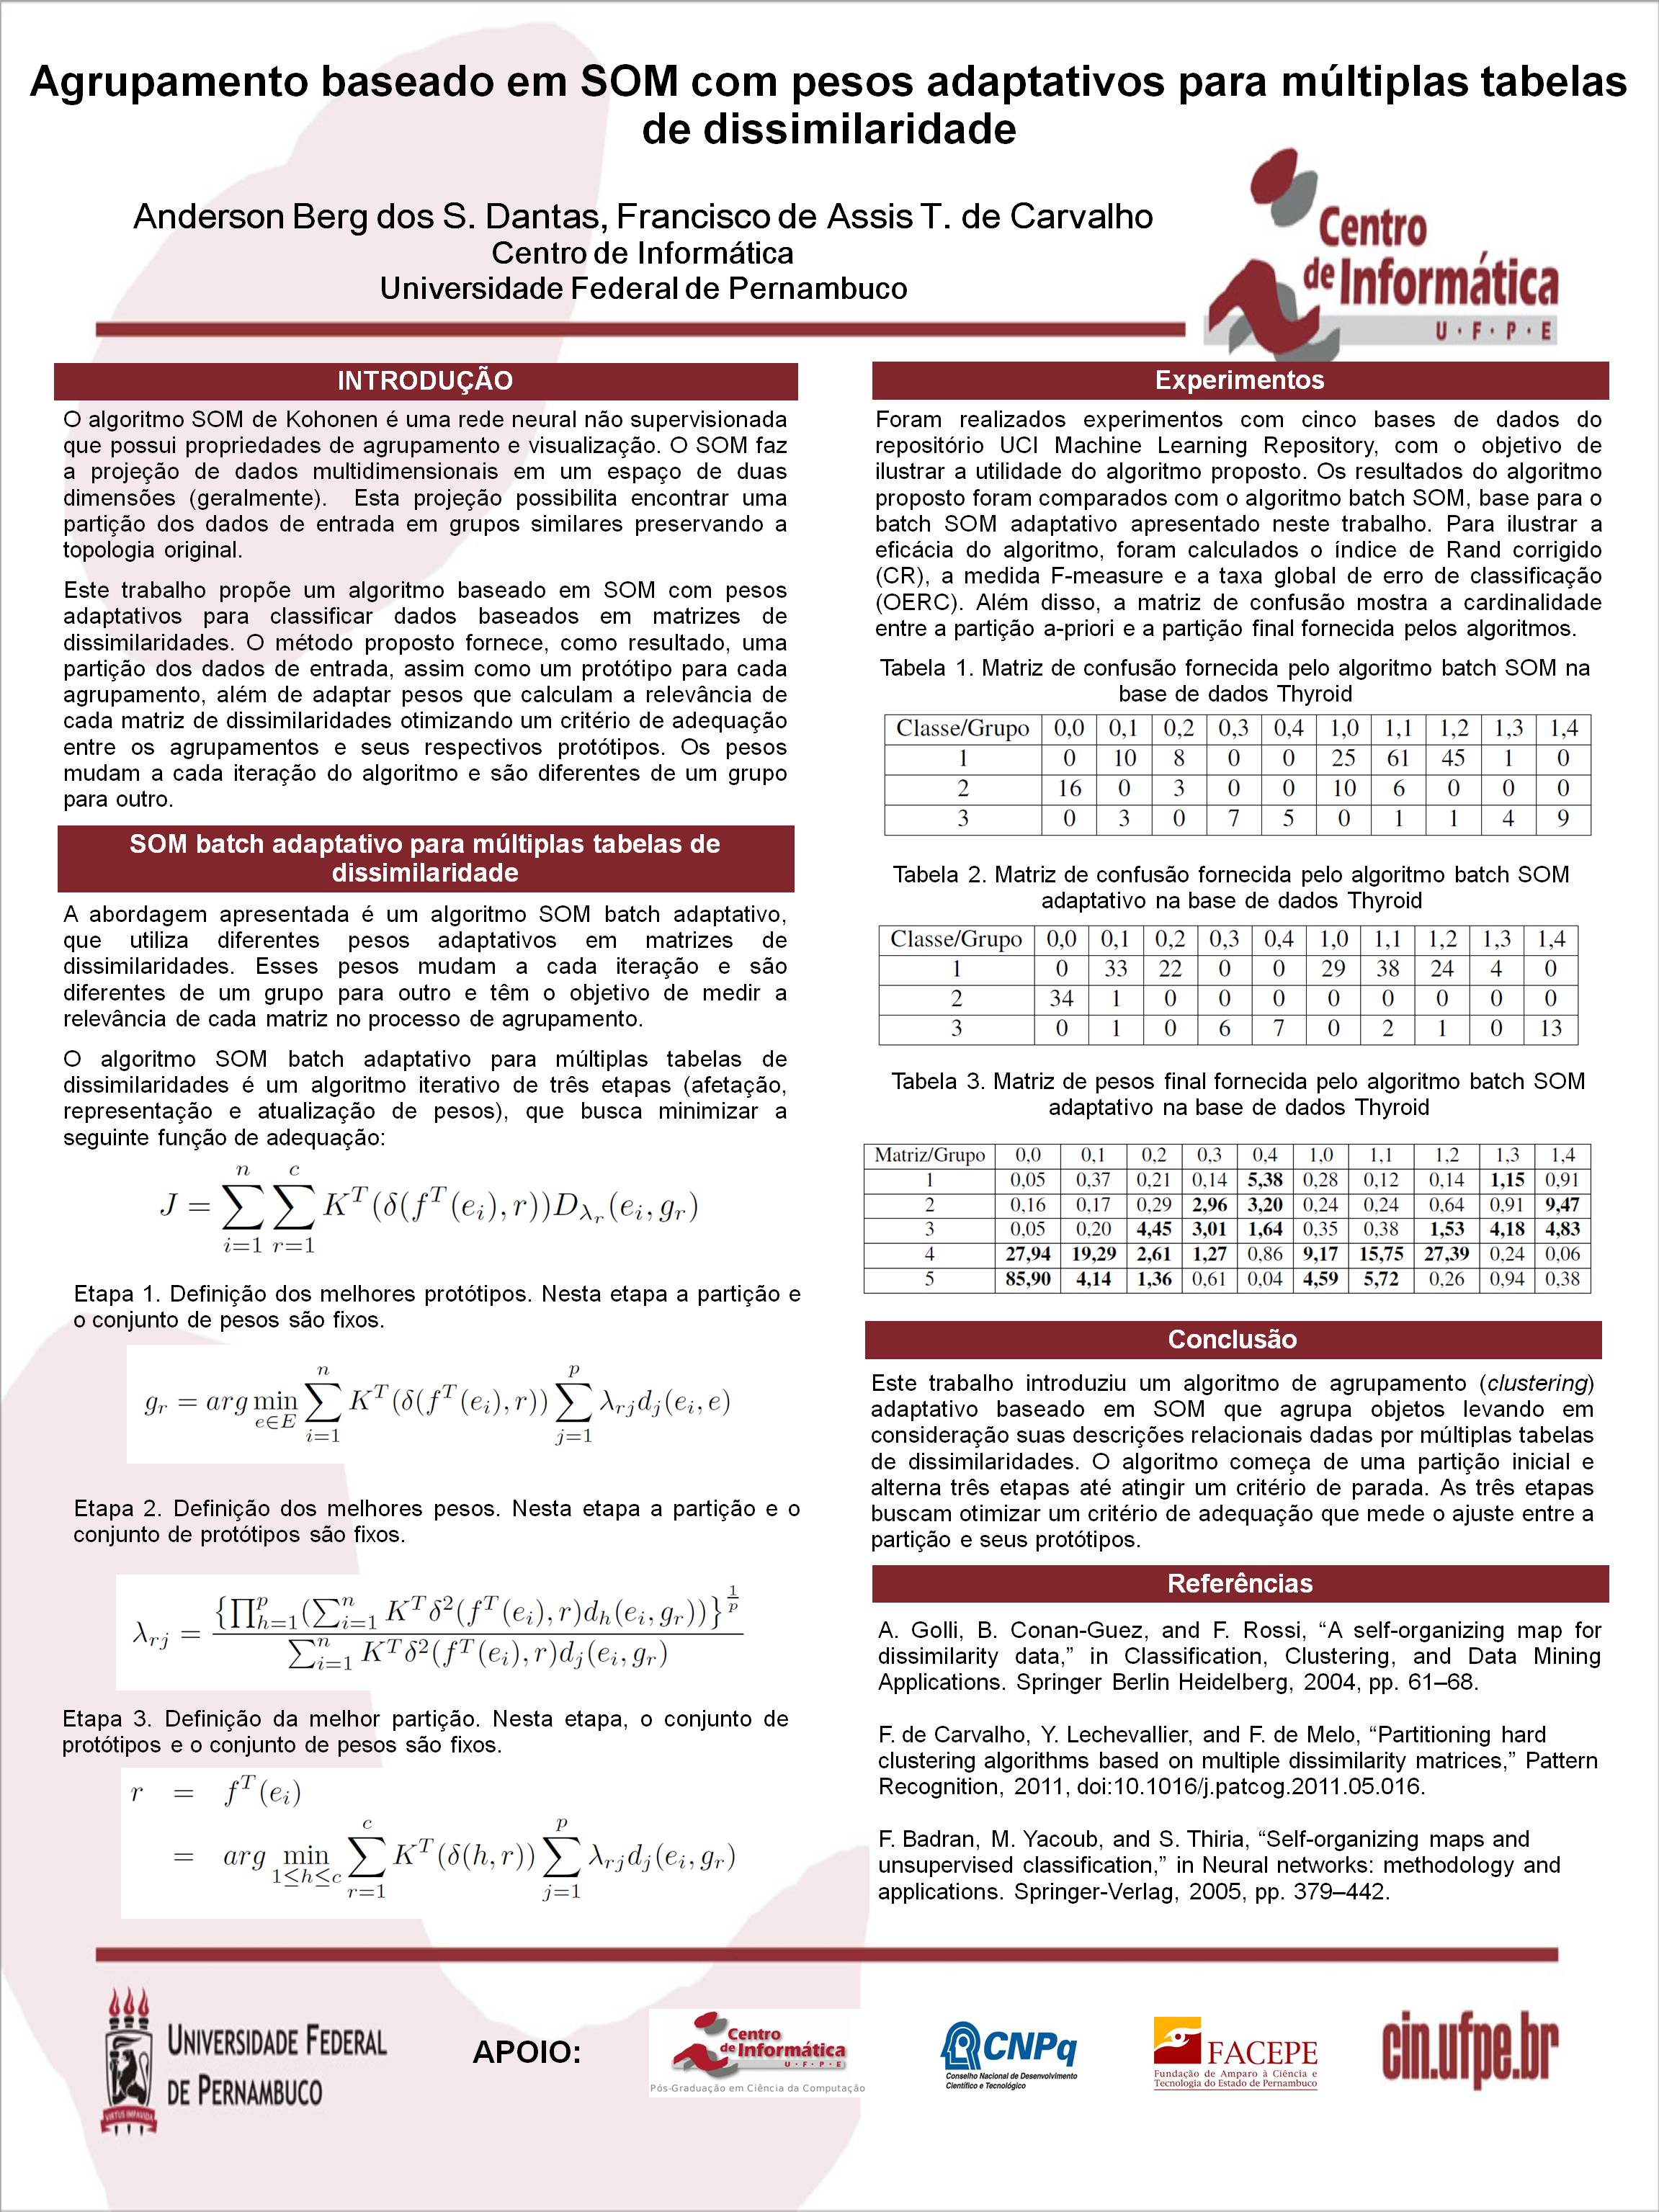 Agrupamento baseado em SOM com pesos adaptativos para múltiplas tabelas
de dissimilaridade
Anderson Berg dos S. Dantas, Francisco de Assis T. de Carvalho
Centro de Informática
Universidade Federal de Pernambuco
Centro
de Informática
U · F · P · E
INTRODUÇÃO
O algoritmo SOM de Kohonen é uma rede neural não supervisionada
que possui propriedades de agrupamento e visualização. O SOM faz
a projeção de dados multidimensionais em um espaço de duas
dimensões (geralmente). Esta projeção possibilita encontrar uma
partição dos dados de entrada em grupos similares preservando a
topologia original.
Este trabalho propõe um algoritmo baseado em SOM com pesos
adaptativos para classificar dados baseados em matrizes de
dissimilaridades. O método proposto fornece, como resultado, uma
partição dos dados de entrada, assim como um protótipo para cada
agrupamento, além de adaptar pesos que calculam a relevância de
cada matriz de dissimilaridades otimizando um critério de adequação
entre os agrupamentos e seus respectivos protótipos. Os pesos
mudam a cada iteração do algoritmo e são diferentes de um grupo
para outro.
SOM batch adaptativo para múltiplas tabelas de
dissimilaridade
A abordagem apresentada é um algoritmo SOM batch adaptativo,
que utiliza diferentes pesos adaptativos em matrizes de
dissimilaridades. Esses pesos mudam a cada iteração e são
diferentes de um grupo para outro e têm o objetivo de medir a
relevância de cada matriz no processo de agrupamento.
O algoritmo SOM batch adaptativo para múltiplas tabelas de
dissimilaridades é um algoritmo iterativo de três etapas (afetação,
representação e atualização de pesos), que busca minimizar a
seguinte função de adequação:
J = ∑_{i=1}^{n} ∑_{r=1}^{c} K^T(δ(f^T(e_i), r))D_{λ_r}(e_i, g_r)
Etapa 1. Definição dos melhores protótipos. Nesta etapa a partição e
o conjunto de pesos são fixos.
g_r = arg min_{e∈E} ∑_{i=1}^{n} K^T(δ(f^T(e_i), r)) ∑_{j=1}^{p} λ_{rj}d_j(e_i, e)
Etapa 2. Definição dos melhores pesos. Nesta etapa a partição e o
conjunto de protótipos são fixos.
λ_{rj} = {∏_{h=1}^{p}(∑_{i=1}^{n} K^T δ²(f^T(e_i), r)d_h(e_i, g_r))}^{1/p} / ∑_{i=1}^{n} K^T δ²(f^T(e_i), r)d_j(e_i, g_r)
Etapa 3. Definição da melhor partição. Nesta etapa, o conjunto de
protótipos e o conjunto de pesos são fixos.
r = f^T(e_i)
= arg min_{1≤h≤c} ∑_{r=1}^{c} K^T(δ(h, r)) ∑_{j=1}^{p} λ_{rj}d_j(e_i, g_r)
Experimentos
Foram realizados experimentos com cinco bases de dados do
repositório UCI Machine Learning Repository, com o objetivo de
ilustrar a utilidade do algoritmo proposto. Os resultados do algoritmo
proposto foram comparados com o algoritmo batch SOM, base para o
batch SOM adaptativo apresentado neste trabalho. Para ilustrar a
eficácia do algoritmo, foram calculados o índice de Rand corrigido
(CR), a medida F-measure e a taxa global de erro de classificação
(OERC). Além disso, a matriz de confusão mostra a cardinalidade
entre a partição a-priori e a partição final fornecida pelos algoritmos.
Tabela 1. Matriz de confusão fornecida pelo algoritmo batch SOM na
base de dados Thyroid
Classe/Grupo 0,0 0,1 0,2 0,3 0,4 1,0 1,1 1,2 1,3 1,4
1 0 10 8 0 0 25 61 45 1 0
2 16 0 3 0 0 10 6 0 0 0
3 0 3 0 7 5 0 1 1 4 9
Tabela 2. Matriz de confusão fornecida pelo algoritmo batch SOM
adaptativo na base de dados Thyroid
Classe/Grupo 0,0 0,1 0,2 0,3 0,4 1,0 1,1 1,2 1,3 1,4
1 0 33 22 0 0 29 38 24 4 0
2 34 1 0 0 0 0 0 0 0 0
3 0 1 0 6 7 0 2 1 0 13
Tabela 3. Matriz de pesos final fornecida pelo algoritmo batch SOM
adaptativo na base de dados Thyroid
Matriz/Grupo 0,0 0,1 0,2 0,3 0,4 1,0 1,1 1,2 1,3 1,4
1 0,05 0,37 0,21 0,14 5,38 0,28 0,12 0,14 1,15 0,91
2 0,16 0,17 0,29 2,96 3,20 0,24 0,24 0,64 0,91 9,47
3 0,05 0,20 4,45 3,01 1,64 0,35 0,38 1,53 4,18 4,83
4 27,94 19,29 2,61 1,27 0,86 9,17 15,75 27,39 0,24 0,06
5 85,90 4,14 1,36 0,61 0,04 4,59 5,72 0,26 0,94 0,38
Conclusão
Este trabalho introduziu um algoritmo de agrupamento (clustering)
adaptativo baseado em SOM que agrupa objetos levando em
consideração suas descrições relacionais dadas por múltiplas tabelas
de dissimilaridades. O algoritmo começa de uma partição inicial e
alterna três etapas até atingir um critério de parada. As três etapas
buscam otimizar um critério de adequação que mede o ajuste entre a
partição e seus protótipos.
Referências
A. Golli, B. Conan-Guez, and F. Rossi, “A self-organizing map for
dissimilarity data,” in Classification, Clustering, and Data Mining
Applications. Springer Berlin Heidelberg, 2004, pp. 61–68.
F. de Carvalho, Y. Lechevallier, and F. de Melo, “Partitioning hard
clustering algorithms based on multiple dissimilarity matrices,” Pattern
Recognition, 2011, doi:10.1016/j.patcog.2011.05.016.
F. Badran, M. Yacoub, and S. Thiria, “Self-organizing maps and
unsupervised classification,” in Neural networks: methodology and
applications. Springer-Verlag, 2005, pp. 379–442.
VIRTUS IMPAVIDA
UNIVERSIDADE FEDERAL
DE PERNAMBUCO
APOIO:
Centro
de Informática
U · F · P · E
Pós-Graduação em Ciência da Computação
CNPq
Conselho Nacional de Desenvolvimento
Científico e Tecnológico
FACEPE
Fundação de Amparo à Ciência e
Tecnologia do Estado de Pernambuco
cin.ufpe.br